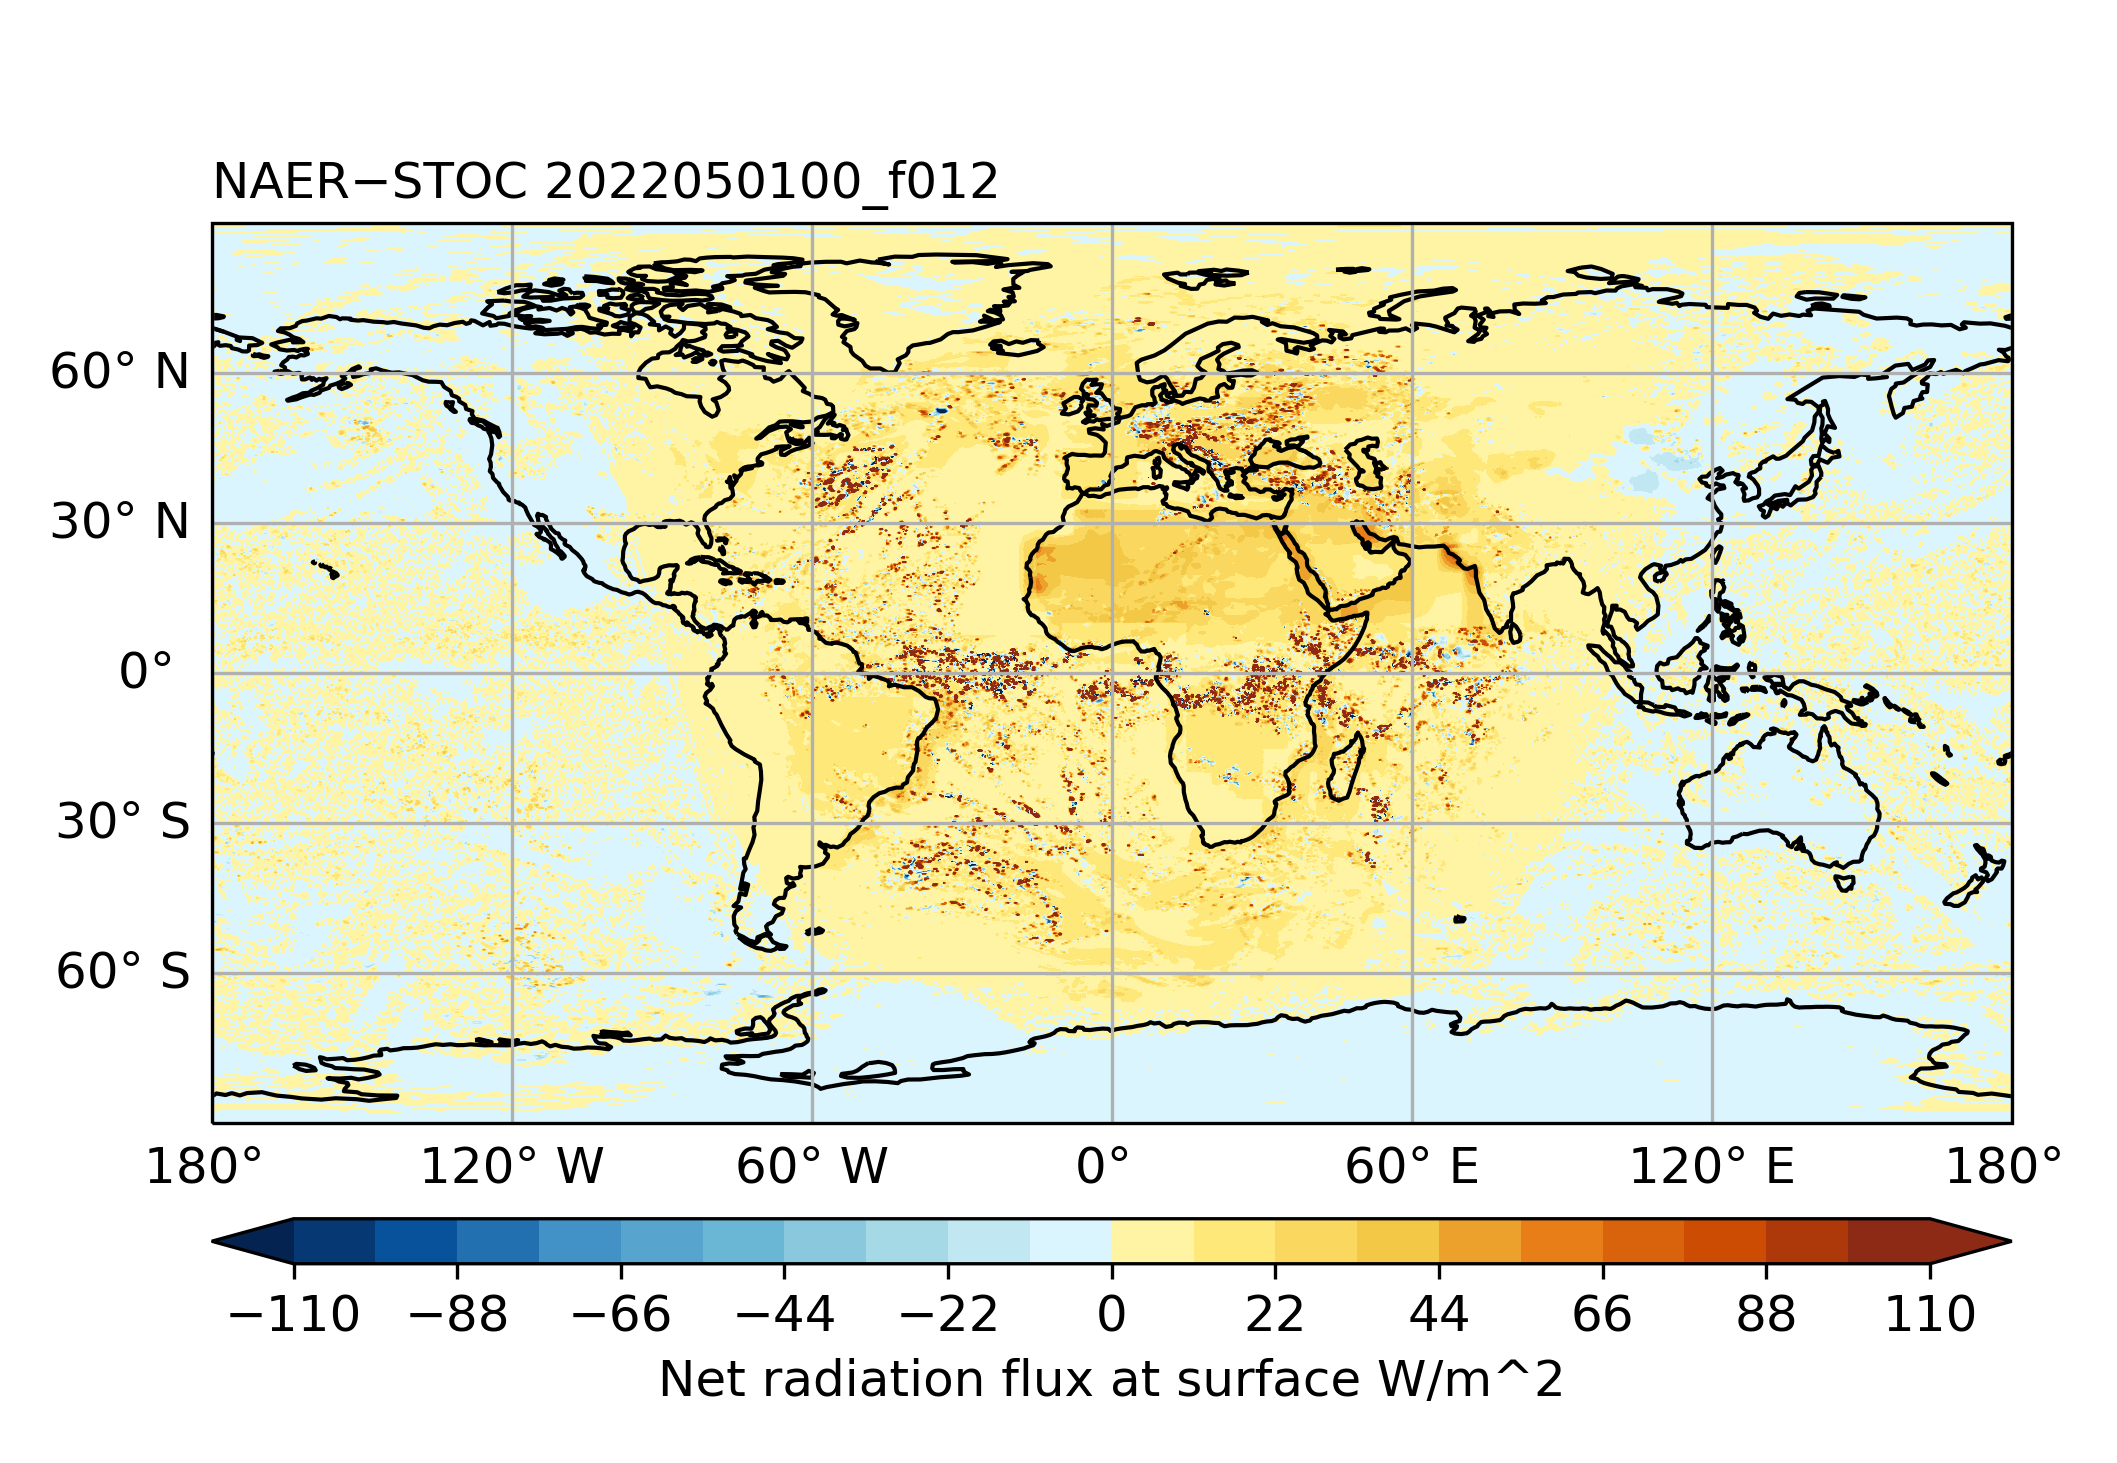 NAER−STOC 2022050100_f012
60° N
30° N
0°
30° S
60° S
180° 120° W 60° W 0° 60° E 120° E 180°
−110 −88 −66 −44 −22 0 22 44 66 88 110
Net radiation flux at surface W/m^2